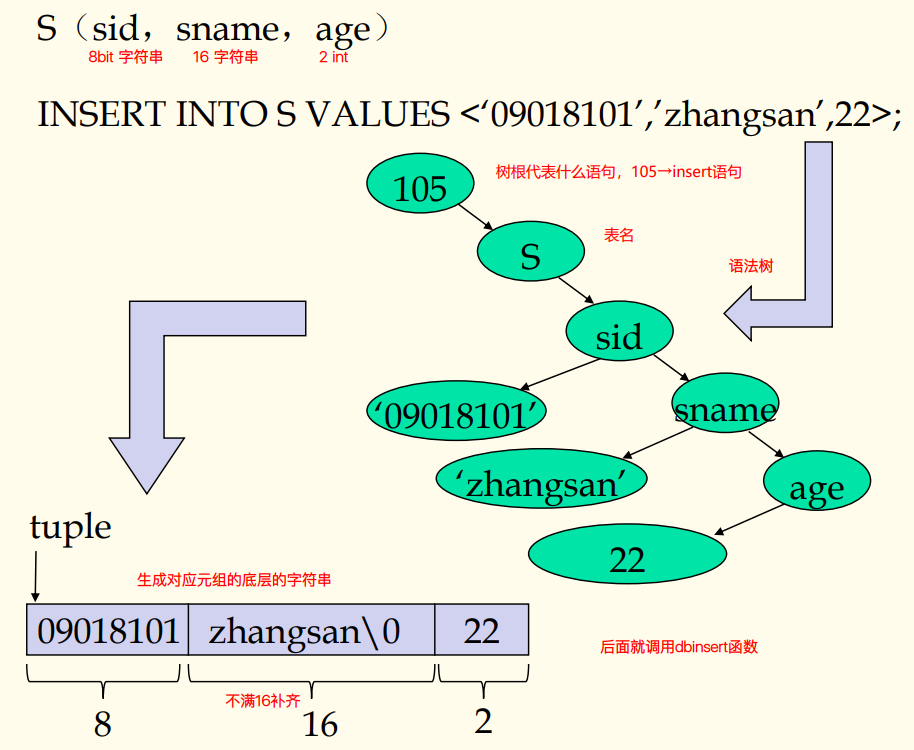 S（sid，sname，age）
8bit 字符串 16 字符串 2 int
INSERT INTO S VALUES <‘09018101’,’zhangsan’,22>;
105
树根代表什么语句，105→insert语句
S
表名
语法树
sid
‘09018101’
sname
‘zhangsan’
age
22
tuple
生成对应元组的底层的字符串
09018101 zhangsan\0 22
后面就调用dbinsert函数
不满16补齐
8 16 2